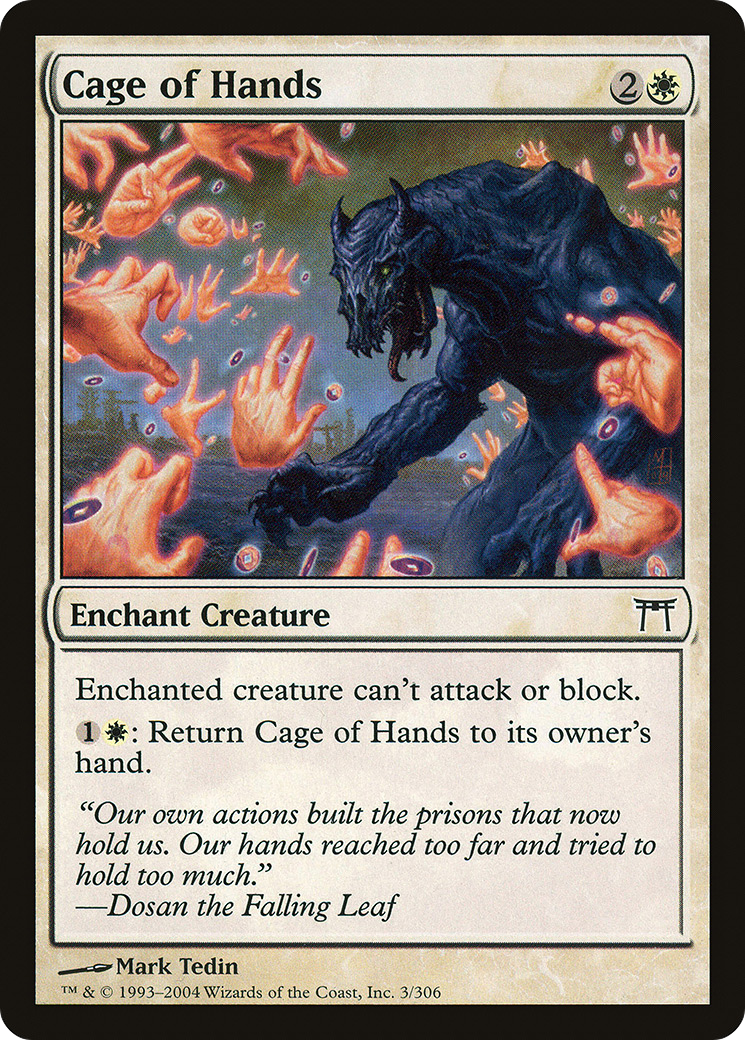 Cage of Hands 2
Enchant Creature
Enchanted creature can't attack or block.
1 : Return Cage of Hands to its owner's
hand.
"Our own actions built the prisons that now
hold us. Our hands reached too far and tried to
hold too much."
—Dosan the Falling Leaf
Mark Tedin
™ & © 1993–2004 Wizards of the Coast, Inc. 3/306